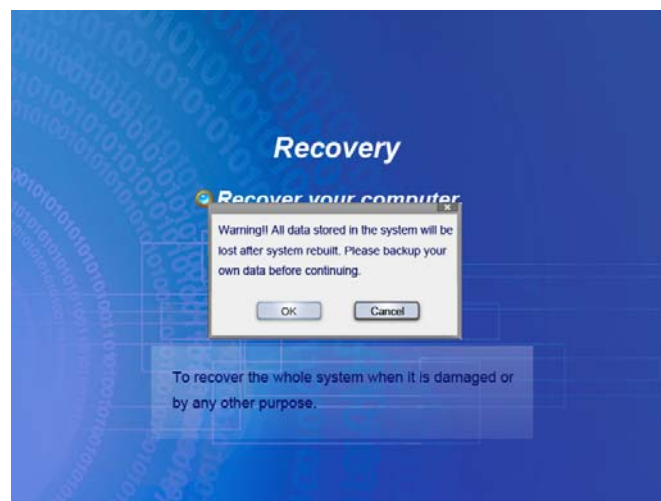 Recovery
Recover your computer
Warning!! All data stored in the system will be
lost after system rebuilt. Please backup your
own data before continuing.
OK Cancel
To recover the whole system when it is damaged or
by any other purpose.